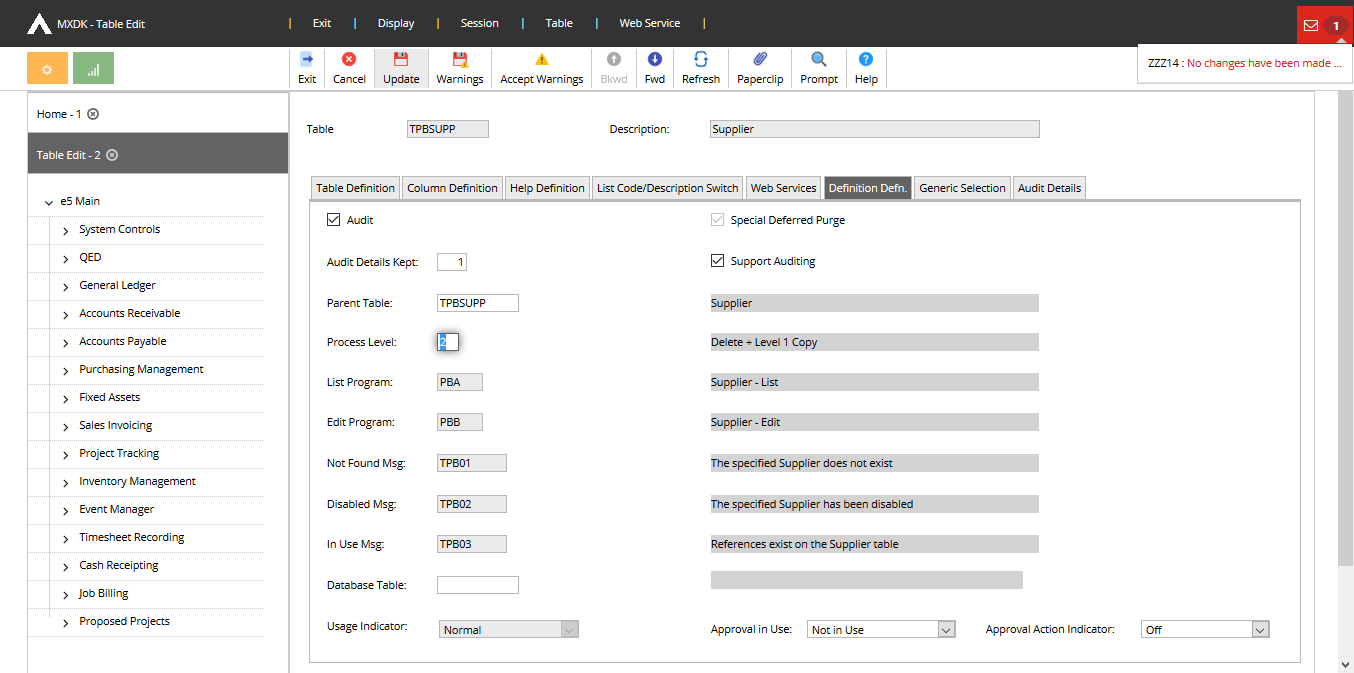 MXDK - Table Edit | Exit | Display | Session | Table | Web Service | 1
Exit Cancel Update Warnings Accept Warnings Bkwd Fwd Refresh Paperclip Prompt Help
ZZZ14 : No changes have been made ...
Home - 1
Table Edit - 2
e5 Main
System Controls
QED
General Ledger
Accounts Receivable
Accounts Payable
Purchasing Management
Fixed Assets
Sales Invoicing
Project Tracking
Inventory Management
Event Manager
Timesheet Recording
Cash Receipting
Job Billing
Proposed Projects
Table TPBSUPP Description: Supplier
Table Definition Column Definition Help Definition List Code/Description Switch Web Services Definition Defn. Generic Selection Audit Details
Audit Special Deferred Purge
Audit Details Kept: 1 Support Auditing
Parent Table: TPBSUPP Supplier
Process Level: 2 Delete + Level 1 Copy
List Program: PBA Supplier - List
Edit Program: PBB Supplier - Edit
Not Found Msg: TPB01 The specified Supplier does not exist
Disabled Msg: TPB02 The specified Supplier has been disabled
In Use Msg: TPB03 References exist on the Supplier table
Database Table:
Usage Indicator: Normal Approval in Use: Not in Use Approval Action Indicator: Off